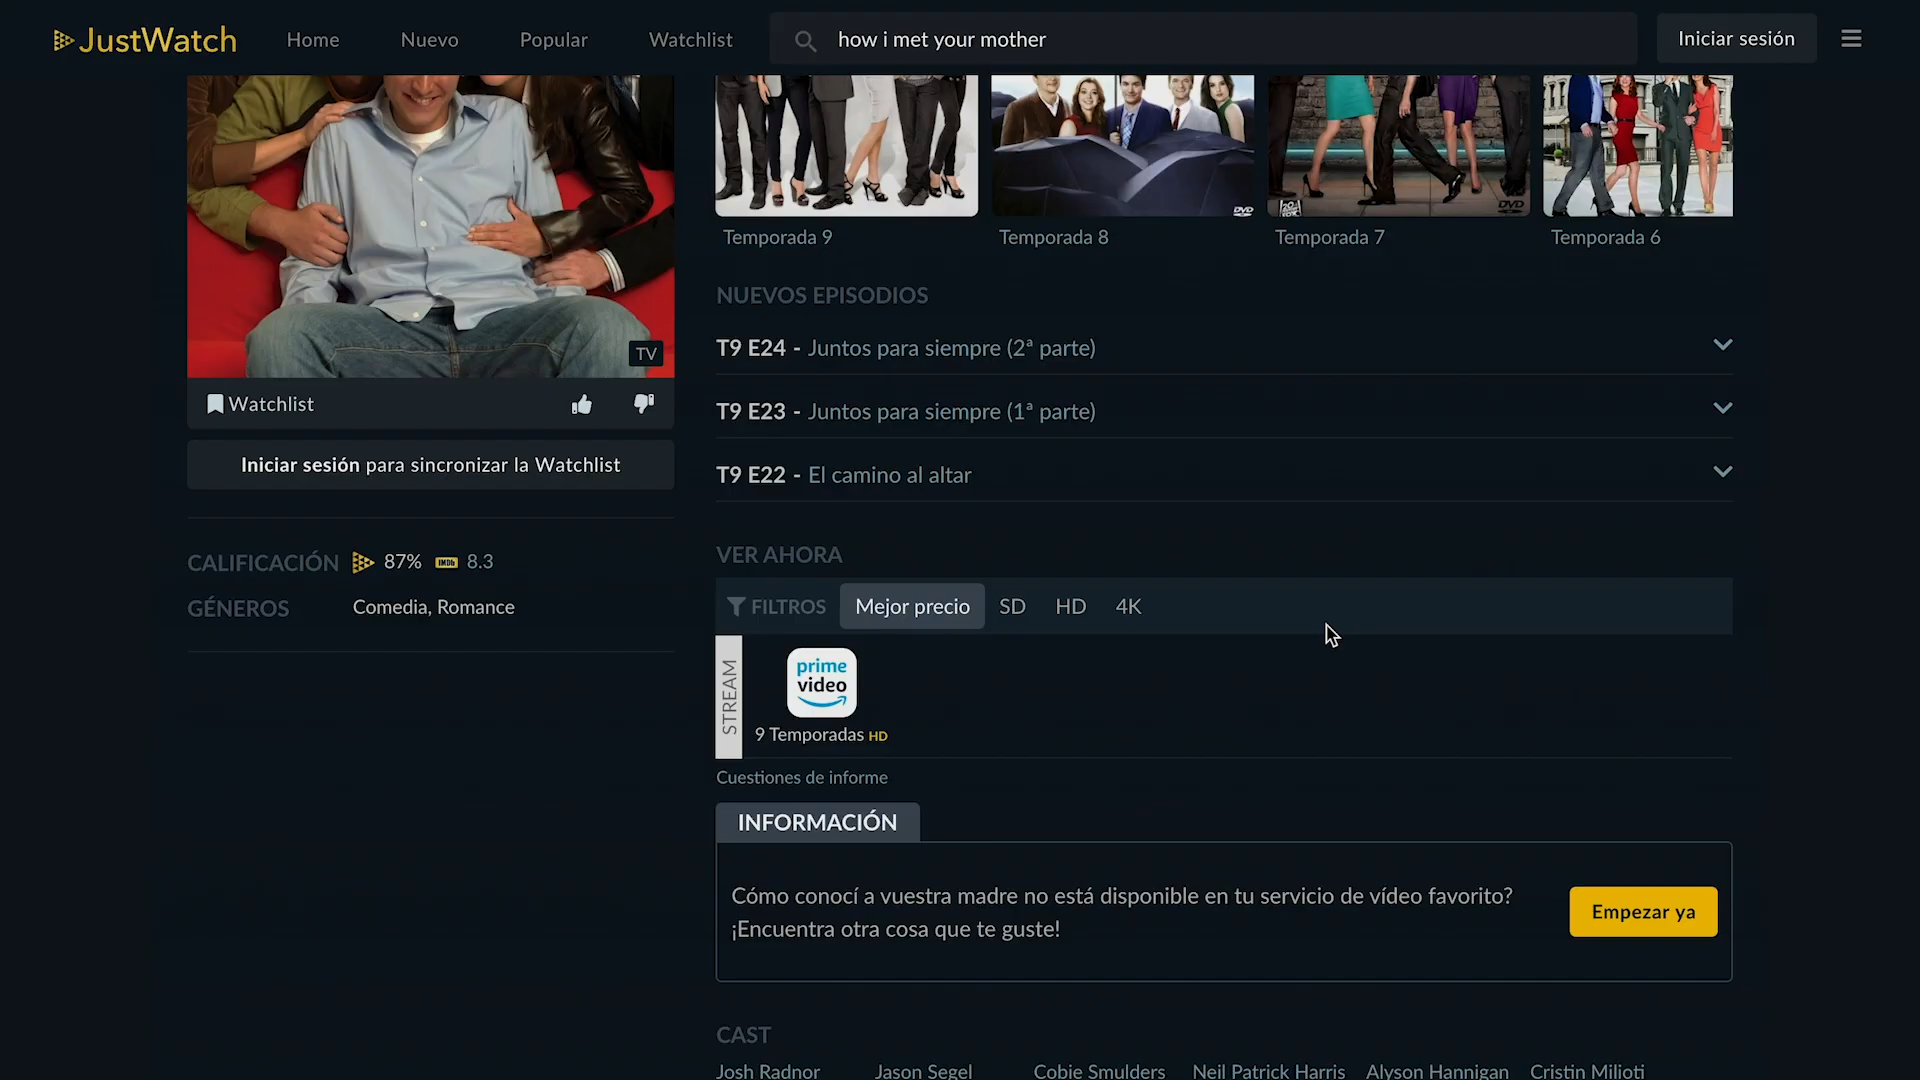 JustWatch
Home
Nuevo
Popular
Watchlist
how i met your mother
Iniciar sesión
TV
Watchlist
Iniciar sesión para sincronizar la Watchlist
CALIFICACIÓN 87% IMDb 8.3
GÉNEROS Comedia, Romance
DVD
DVD
Temporada 9
Temporada 8
Temporada 7
Temporada 6
NUEVOS EPISODIOS
T9 E24 - Juntos para siempre (2ª parte)
T9 E23 - Juntos para siempre (1ª parte)
T9 E22 - El camino al altar
VER AHORA
FILTROS Mejor precio SD HD 4K
STREAM
prime
video
9 Temporadas HD
Cuestiones de informe
INFORMACIÓN
Cómo conocí a vuestra madre no está disponible en tu servicio de vídeo favorito?
¡Encuentra otra cosa que te guste!
Empezar ya
CAST
Josh Radnor
Jason Segel
Cobie Smulders
Neil Patrick Harris
Alyson Hannigan
Cristin Milioti